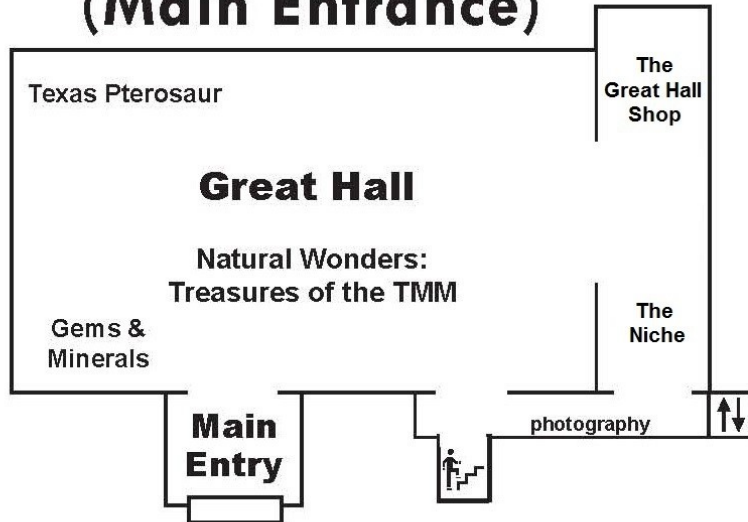 (Main Entrance)
The
Great Hall
Shop
Texas Pterosaur
Great Hall
Natural Wonders:
Treasures of the TMM
Gems &
Minerals
The
Niche
Main
Entry
photography